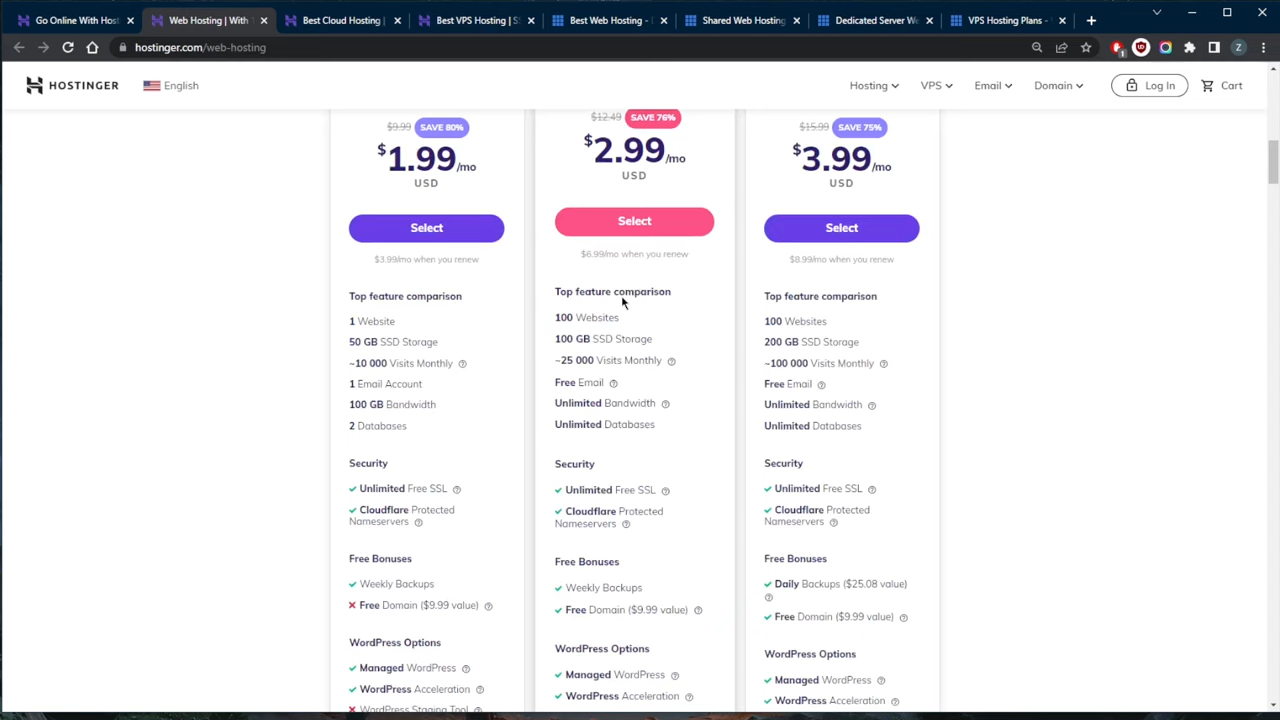 Go Online With Host
Web Hosting | With
Best Cloud Hosting |
Best VPS Hosting | S
Best Web Hosting -
Shared Web Hosting
Dedicated Server We
VPS Hosting Plans -
hostinger.com/web-hosting
1
Z
HOSTINGER
English
Hosting
VPS
Email
Domain
Log In
Cart
$9.99 SAVE 80%
$1.99/mo
USD
Select
$3.99/mo when you renew
Top feature comparison
1 Website
50 GB SSD Storage
~10 000 Visits Monthly
1 Email Account
100 GB Bandwidth
2 Databases
Security
Unlimited Free SSL
Cloudflare Protected
Nameservers
Free Bonuses
Weekly Backups
Free Domain ($9.99 value)
WordPress Options
Managed WordPress
WordPress Acceleration
WordPress Staging Tool
$12.49 SAVE 76%
$2.99/mo
USD
Select
$6.99/mo when you renew
Top feature comparison
100 Websites
100 GB SSD Storage
~25 000 Visits Monthly
Free Email
Unlimited Bandwidth
Unlimited Databases
Security
Unlimited Free SSL
Cloudflare Protected
Nameservers
Free Bonuses
Weekly Backups
Free Domain ($9.99 value)
WordPress Options
Managed WordPress
WordPress Acceleration
$15.99 SAVE 75%
$3.99/mo
USD
Select
$8.99/mo when you renew
Top feature comparison
100 Websites
200 GB SSD Storage
~100 000 Visits Monthly
Free Email
Unlimited Bandwidth
Unlimited Databases
Security
Unlimited Free SSL
Cloudflare Protected
Nameservers
Free Bonuses
Daily Backups ($25.08 value)
Free Domain ($9.99 value)
WordPress Options
Managed WordPress
WordPress Acceleration